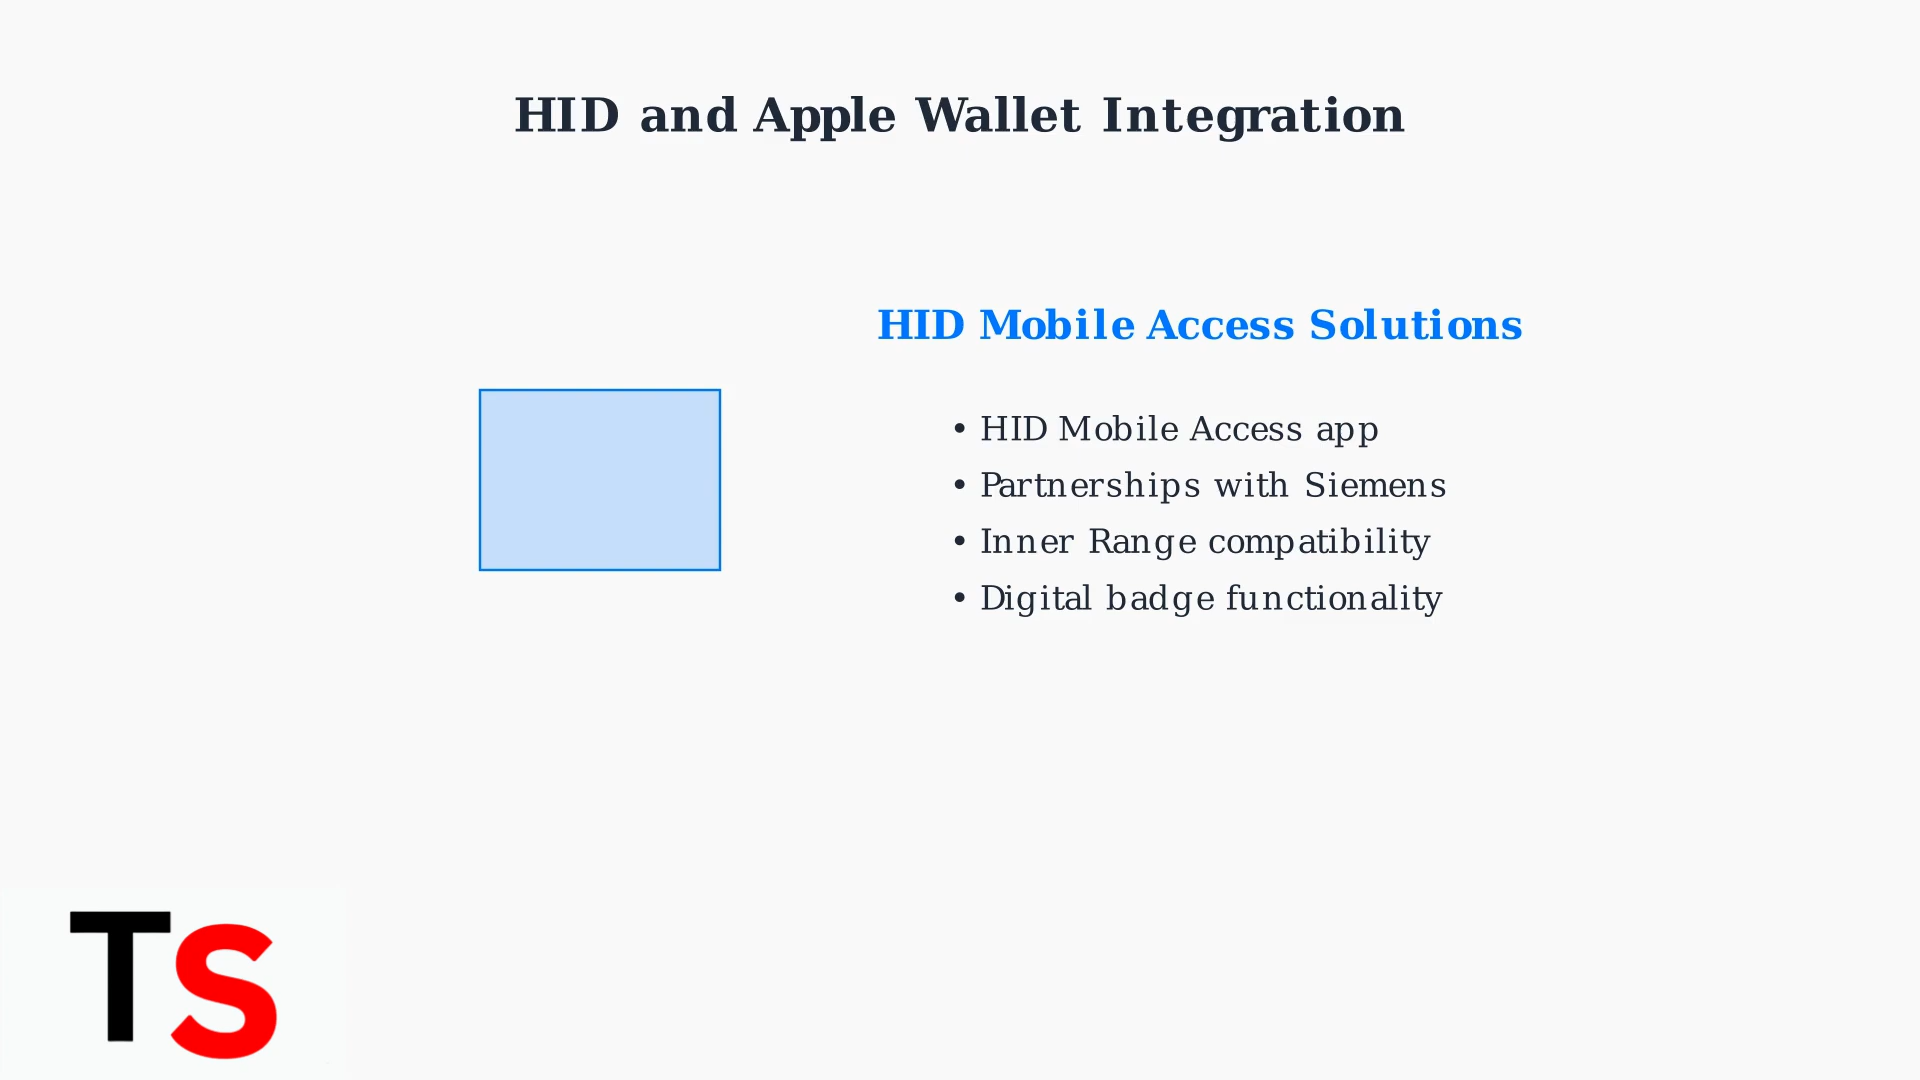 HID and Apple Wallet Integration
HID Mobile Access Solutions
• HID Mobile Access app
• Partnerships with Siemens
• Inner Range compatibility
• Digital badge functionality
TS